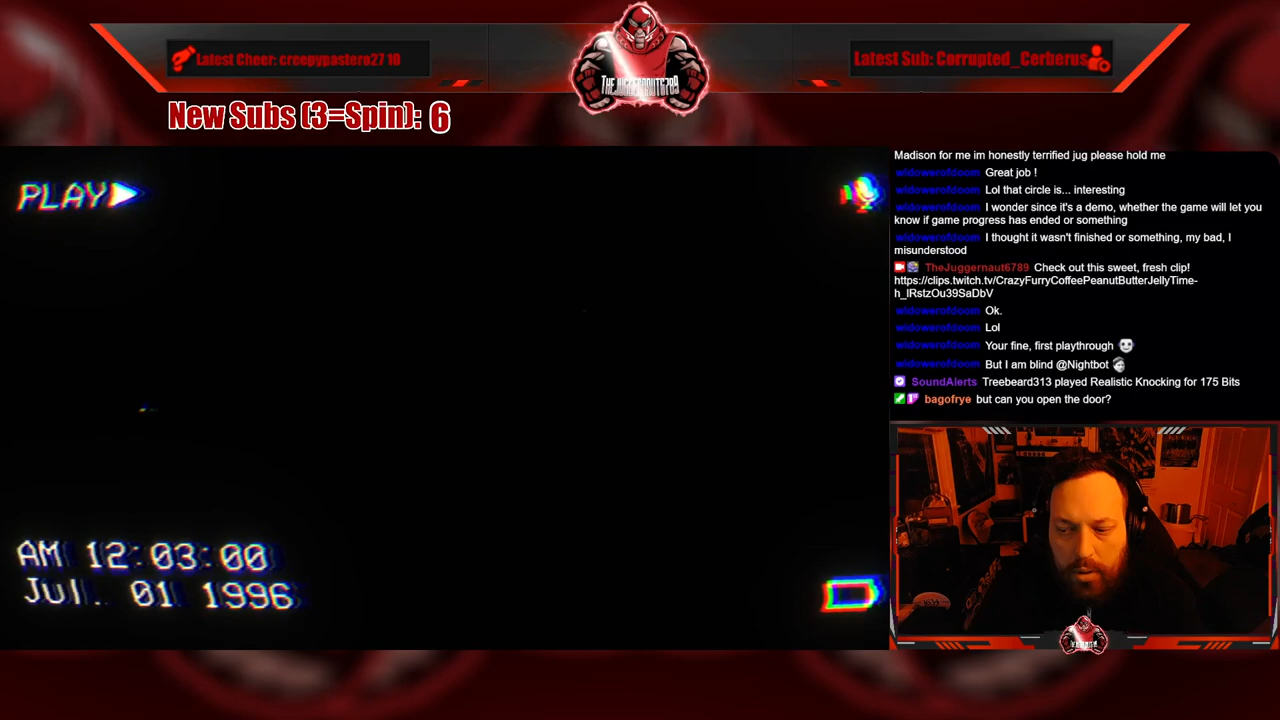 Latest Cheer: creepypastero27 10
THEJUGGERNAUT6789
Latest Sub: Corrupted_Cerberus
New Subs (3=Spin): 6
PLAY
AM 12:03:00
Jul. 01 1996
Madison for me im honestly terrified jug please hold me
widowerofdoom Great job !
widowerofdoom Lol that circle is... interesting
widowerofdoom I wonder since it's a demo, whether the game will let you
know if game progress has ended or something
widowerofdoom I thought it wasn't finished or something, my bad, I
misunderstood
TheJuggernaut6789 Check out this sweet, fresh clip!
https://clips.twitch.tv/CrazyFurryCoffeePeanutButterJellyTime-
h_lRstzOu39SaDbV
widowerofdoom Ok.
widowerofdoom Lol
widowerofdoom Your fine, first playthrough
widowerofdoom But I am blind @Nightbot
SoundAlerts Treebeard313 played Realistic Knocking for 175 Bits
bagofrye but can you open the door?